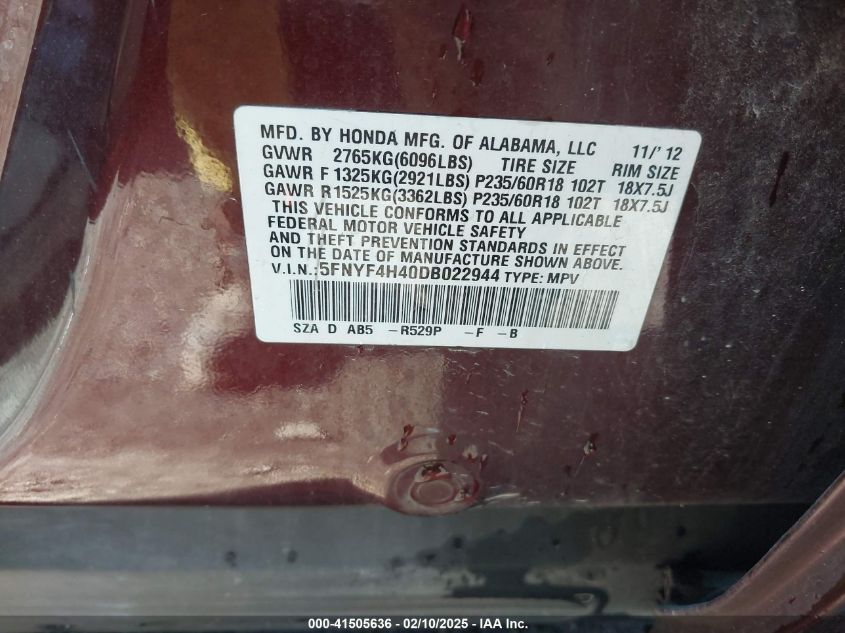 MFD. BY HONDA MFG. OF ALABAMA, LLC 11/'12
GVWR 2765KG(6096LBS) TIRE SIZE RIM SIZE
GAWR F 1325KG(2921LBS) P235/60R18 102T 18X7.5J
GAWR R1525KG(3362LBS) P235/60R18 102T 18X7.5J
THIS VEHICLE CONFORMS TO ALL APPLICABLE
FEDERAL MOTOR VEHICLE SAFETY
AND THEFT PREVENTION STANDARDS IN EFFECT
ON THE DATE OF MANUFACTURE SHOWN ABOVE.
V.I.N.:5FNYF4H40DB022944 TYPE: MPV
SZA D AB5 -R529P -F -B
000-41505636 - 02/10/2025 - IAA Inc.